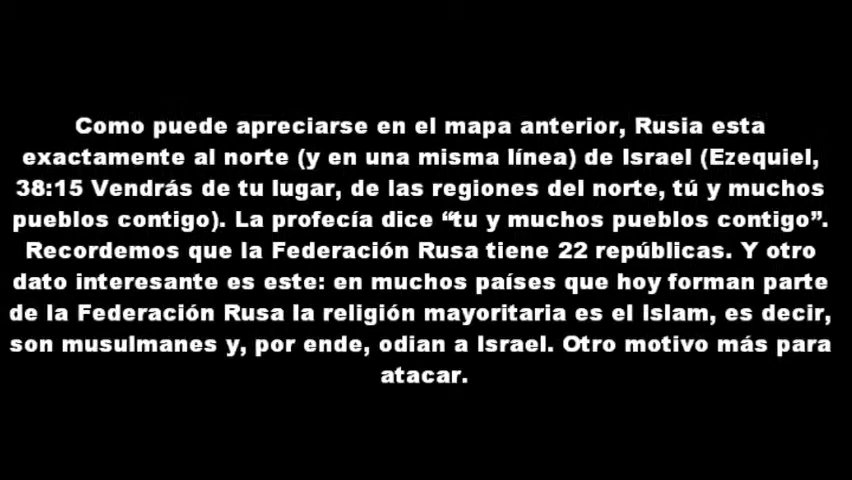 Como puede apreciarse en el mapa anterior, Rusia esta
exactamente al norte (y en una misma línea) de Israel (Ezequiel,
38:15 Vendrás de tu lugar, de las regiones del norte, tú y muchos
pueblos contigo). La profecía dice “tu y muchos pueblos contigo”.
Recordemos que la Federación Rusa tiene 22 repúblicas. Y otro
dato interesante es este: en muchos países que hoy forman parte
de la Federación Rusa la religión mayoritaria es el Islam, es decir,
son musulmanes y, por ende, odian a Israel. Otro motivo más para
atacar.